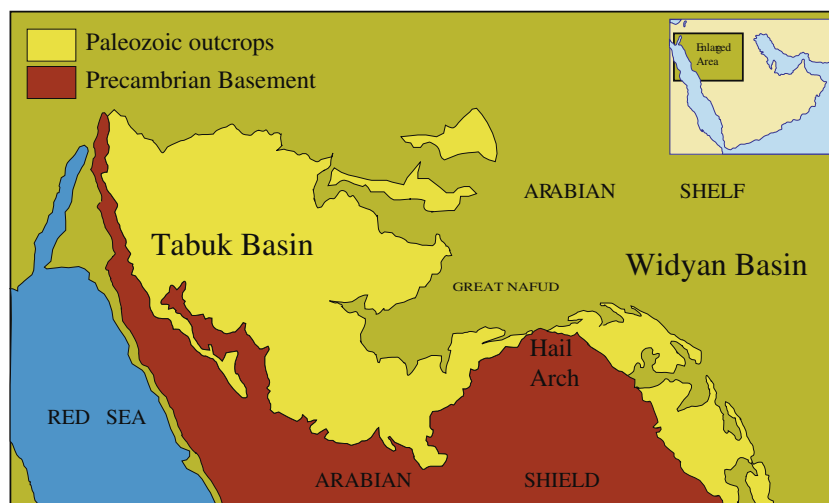 Paleozoic outcrops
Precambrian Basement
Enlarged
Area
ARABIAN SHELF
Tabuk Basin
Widyan Basin
GREAT NAFUD
Hail
Arch
RED SEA
ARABIAN SHIELD